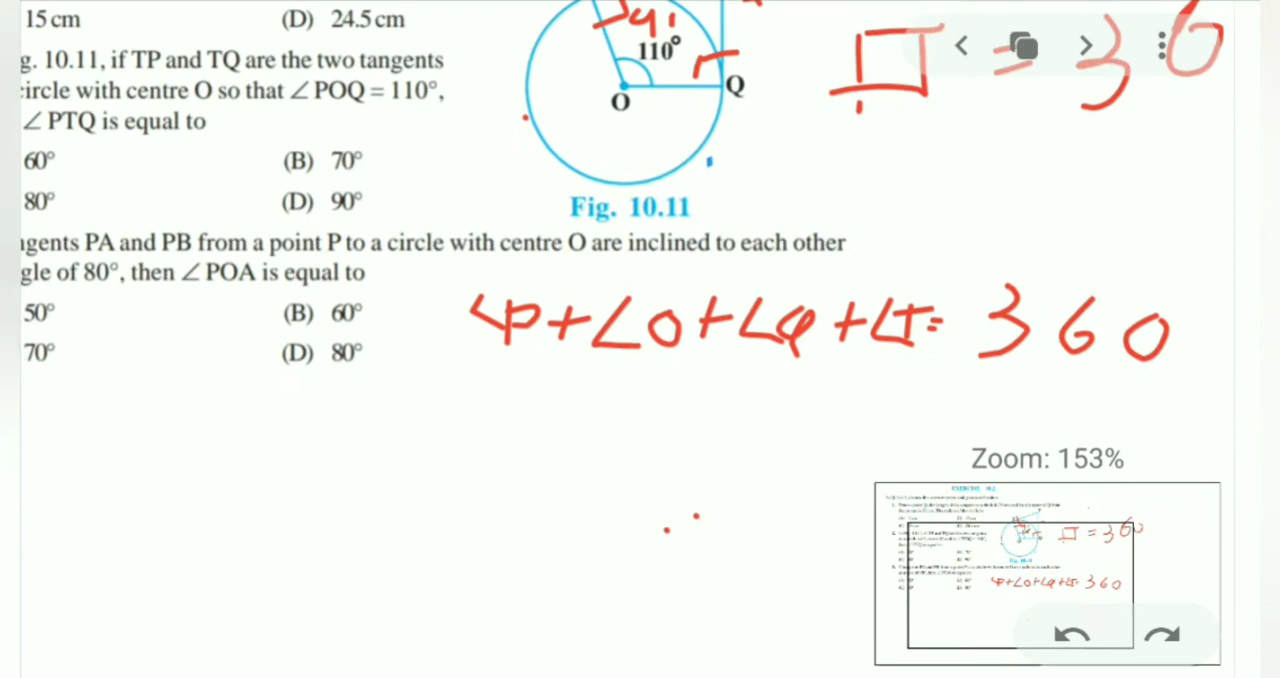 15 cm (D) 24.5 cm
g. 10.11, if TP and TQ are the two tangents
circle with centre O so that ∠ POQ = 110°,
∠ PTQ is equal to
60° (B) 70°
80° (D) 90°
110°
O
Q
Fig. 10.11
= 360
gents PA and PB from a point P to a circle with centre O are inclined to each other
gle of 80°, then ∠ POA is equal to
50° (B) 60°
70° (D) 80°
∠P+∠O+∠Q+∠T= 360
Zoom: 153%